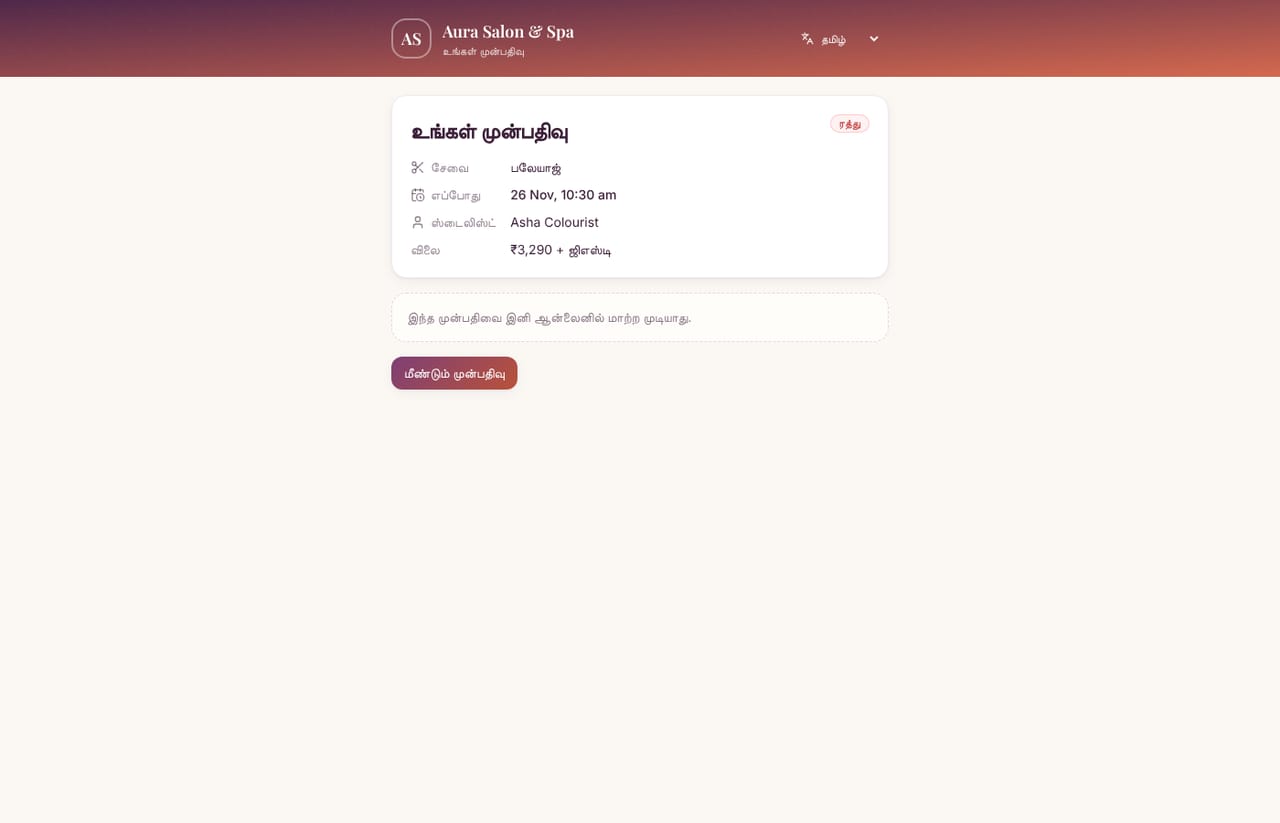 AS
Aura Salon & Spa
உங்கள் முன்பதிவு
தமிழ்
உங்கள் முன்பதிவு
ரத்து
சேவை பலேயாஜ்
எப்போது 26 Nov, 10:30 am
ஸ்டைலிஸ்ட் Asha Colourist
விலை ₹3,290 + ஜிஎஸ்டி
இந்த முன்பதிவை இனி ஆன்லைனில் மாற்ற முடியாது.
மீண்டும் முன்பதிவு